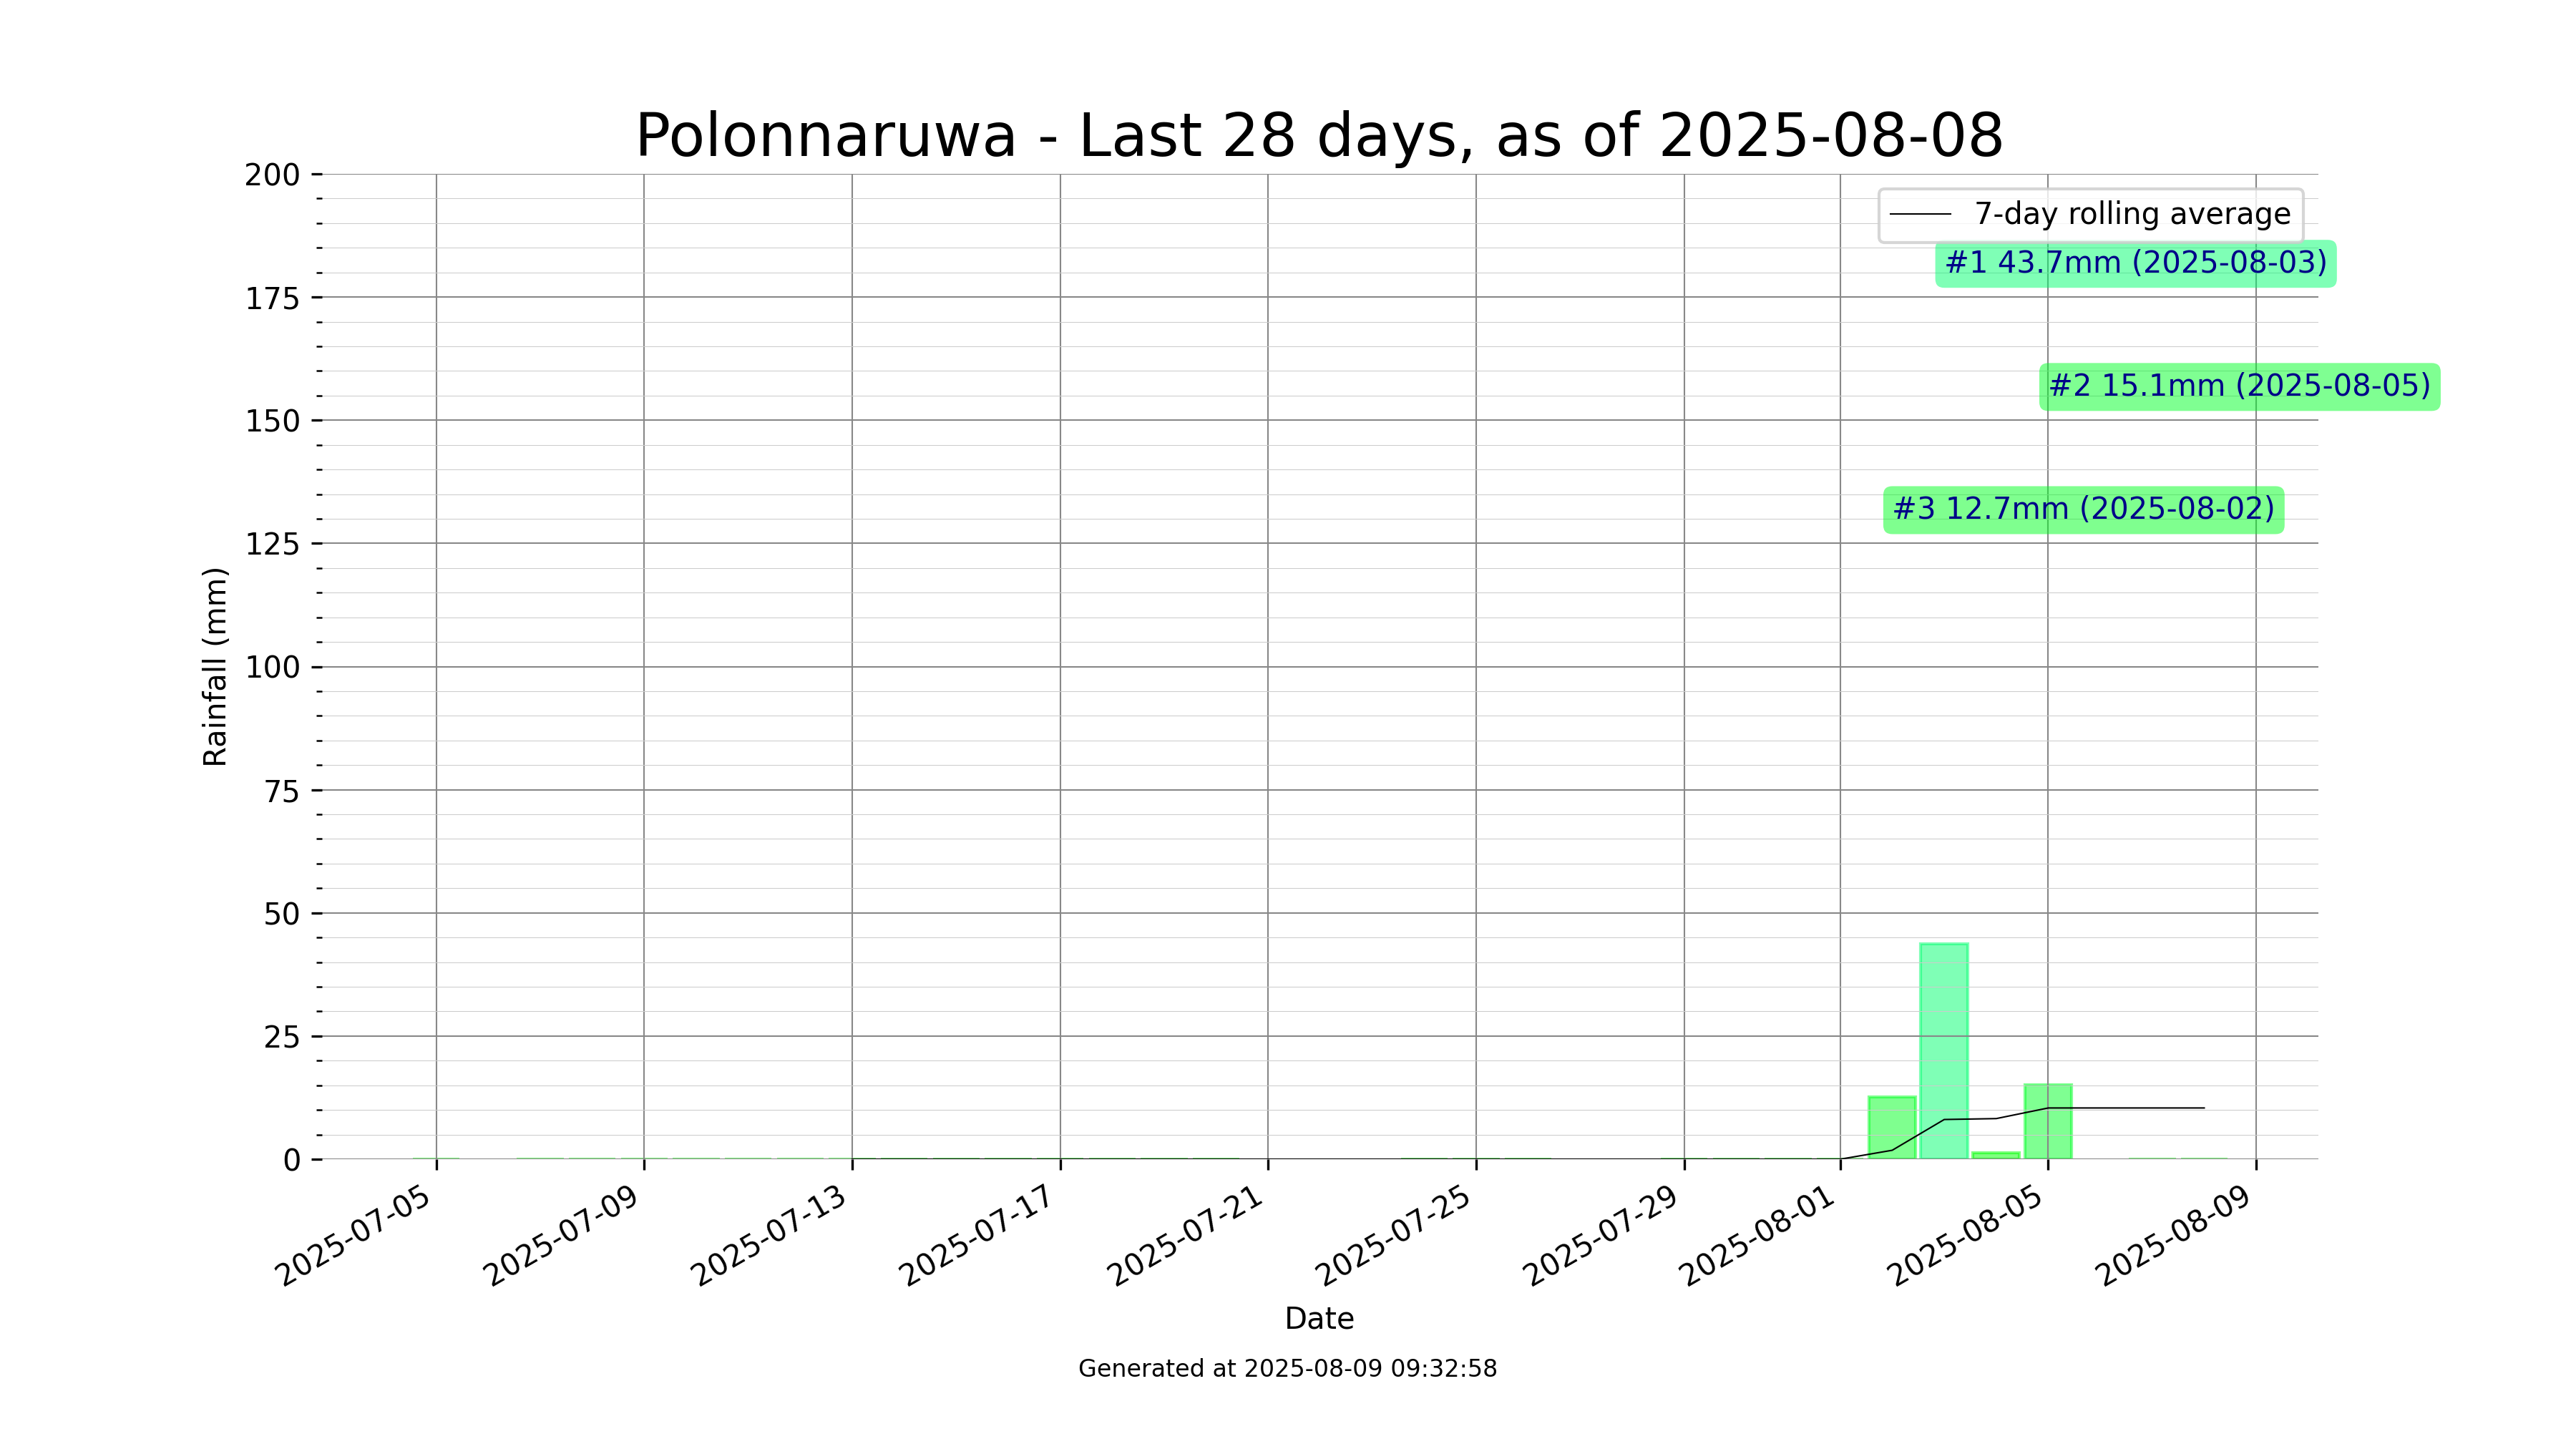 Polonnaruwa - Last 28 days, as of 2025-08-08
7-day rolling average
#1 43.7mm (2025-08-03)
#2 15.1mm (2025-08-05)
#3 12.7mm (2025-08-02)
Rainfall (mm)
200
175
150
125
100
75
50
25
0
2025-07-05
2025-07-09
2025-07-13
2025-07-17
2025-07-21
2025-07-25
2025-07-29
2025-08-01
2025-08-05
2025-08-09
Date
Generated at 2025-08-09 09:32:58